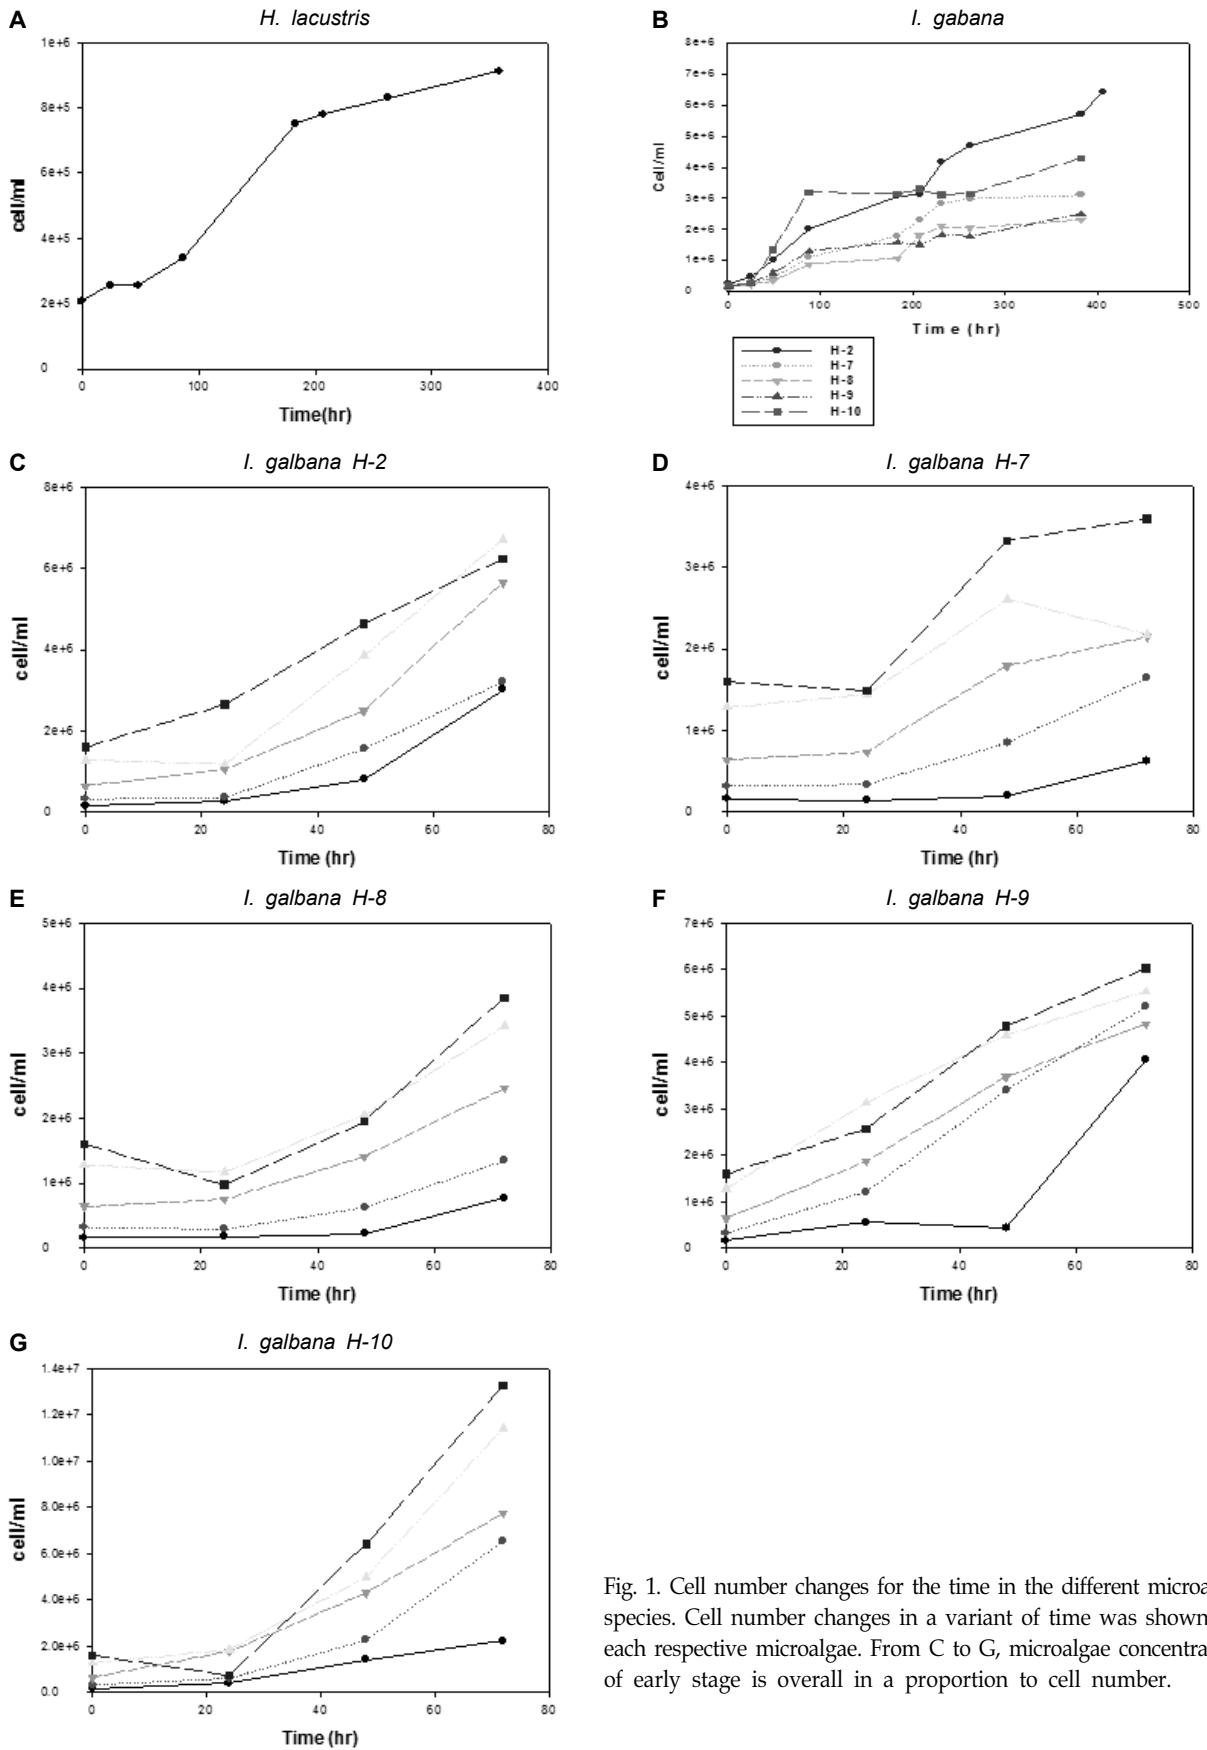 A
H. lacustris
1e+6
8e+5
6e+5
4e+5
2e+5
0
cell/ml
0 100 200 300 400
Time(hr)
B
I. gabana
8e+6
7e+6
6e+6
5e+6
4e+6
3e+6
2e+6
1e+6
0
Cell/ml
0 100 200 300 400 500
Time (hr)
H-2
H-7
H-8
H-9
H-10
C
I. galbana H-2
8e+6
6e+6
4e+6
2e+6
0
cell/ml
0 20 40 60 80
Time (hr)
D
I. galbana H-7
4e+6
3e+6
2e+6
1e+6
0
cell/ml
0 20 40 60 80
Time (hr)
E
I. galbana H-8
5e+6
4e+6
3e+6
2e+6
1e+6
0
cell/ml
0 20 40 60 80
Time (hr)
F
I. galbana H-9
7e+6
6e+6
5e+6
4e+6
3e+6
2e+6
1e+6
0
cell/ml
0 20 40 60 80
Time (hr)
G
I. galbana H-10
1.4e+7
1.2e+7
1.0e+7
8.0e+6
6.0e+6
4.0e+6
2.0e+6
0.0
cell/ml
0 20 40 60 80
Time (hr)
Fig. 1. Cell number changes for the time in the different microa
species. Cell number changes in a variant of time was shown
each respective microalgae. From C to G, microalgae concentra
of early stage is overall in a proportion to cell number.